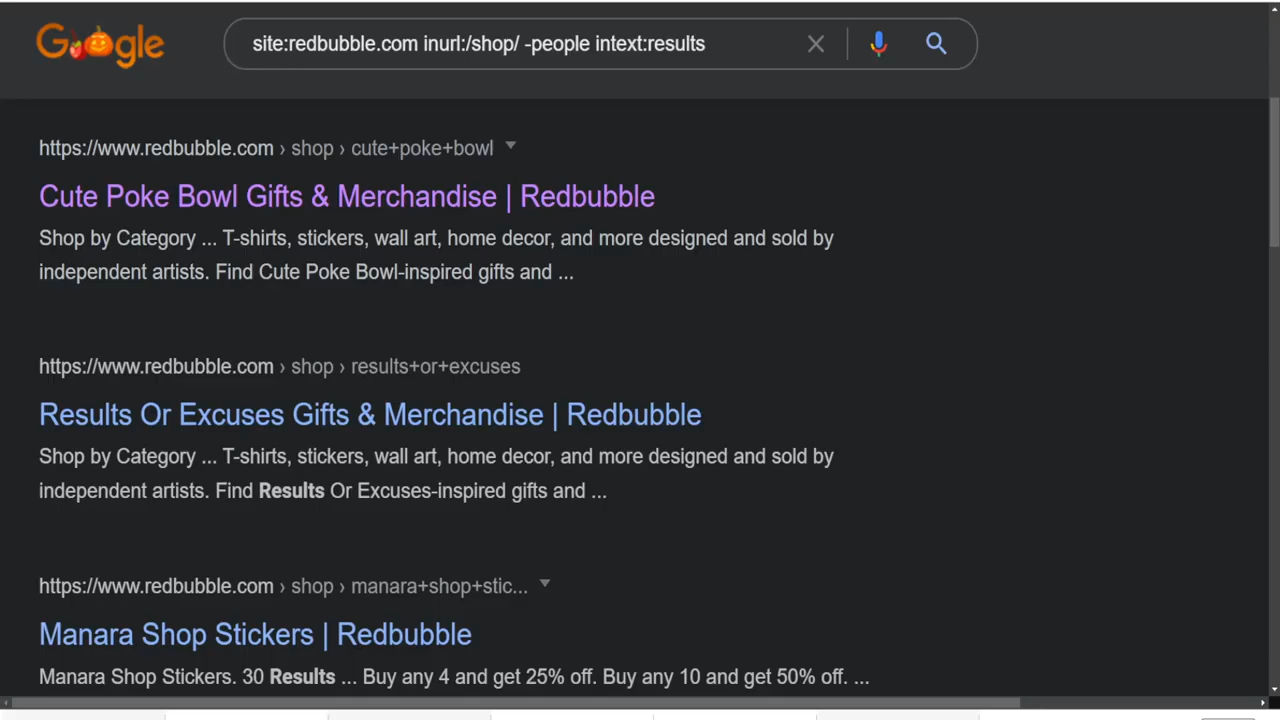 Google
site:redbubble.com inurl:/shop/ -people intext:results
https://www.redbubble.com › shop › cute+poke+bowl
Cute Poke Bowl Gifts & Merchandise | Redbubble
Shop by Category ... T-shirts, stickers, wall art, home decor, and more designed and sold by
independent artists. Find Cute Poke Bowl-inspired gifts and ...
https://www.redbubble.com › shop › results+or+excuses
Results Or Excuses Gifts & Merchandise | Redbubble
Shop by Category ... T-shirts, stickers, wall art, home decor, and more designed and sold by
independent artists. Find Results Or Excuses-inspired gifts and ...
https://www.redbubble.com › shop › manara+shop+stic...
Manara Shop Stickers | Redbubble
Manara Shop Stickers. 30 Results ... Buy any 4 and get 25% off. Buy any 10 and get 50% off. ...